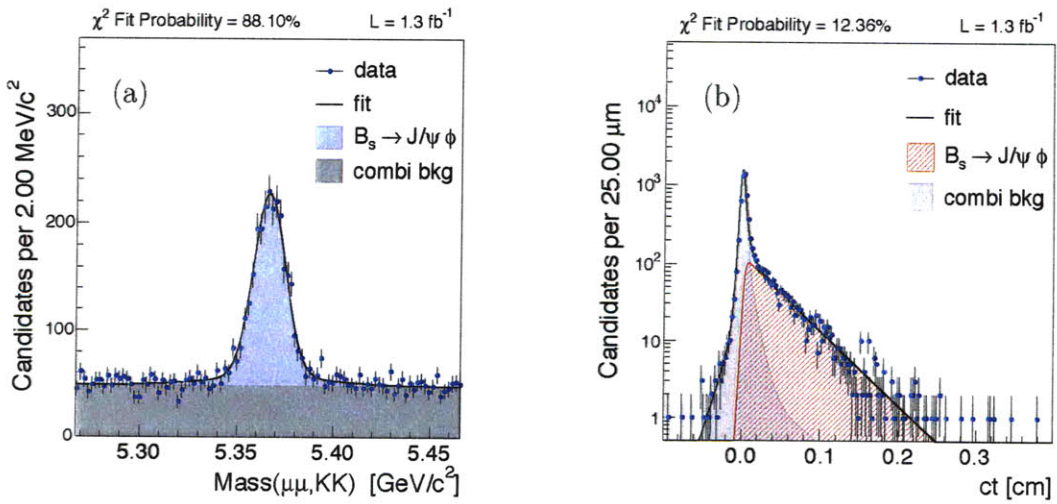 χ² Fit Probability = 88.10% L = 1.3 fb⁻¹
(a)
data
fit
Bₛ → J/ψ φ
combi bkg
Candidates per 2.00 MeV/c²
300
200
100
0
5.30 5.35 5.40 5.45
Mass(μμ,KK) [GeV/c²]
χ² Fit Probability = 12.36% L = 1.3 fb⁻¹
(b)
data
fit
Bₛ → J/ψ φ
combi bkg
Candidates per 25.00 μm
10⁴
10³
10²
10
1
0.0 0.1 0.2 0.3
ct [cm]